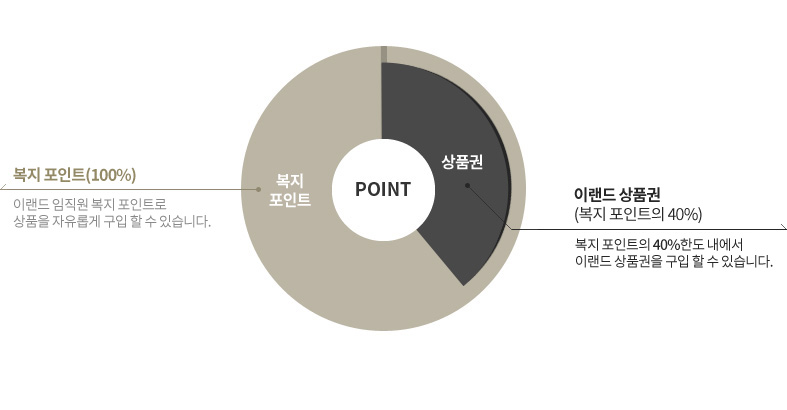 복지 포인트(100%)
이랜드 임직원 복지 포인트로
상품을 자유롭게 구입 할 수 있습니다.
복지
포인트
POINT
상품권
이랜드 상품권
(복지 포인트의 40%)
복지 포인트의 40%한도 내에서
이랜드 상품권을 구입 할 수 있습니다.